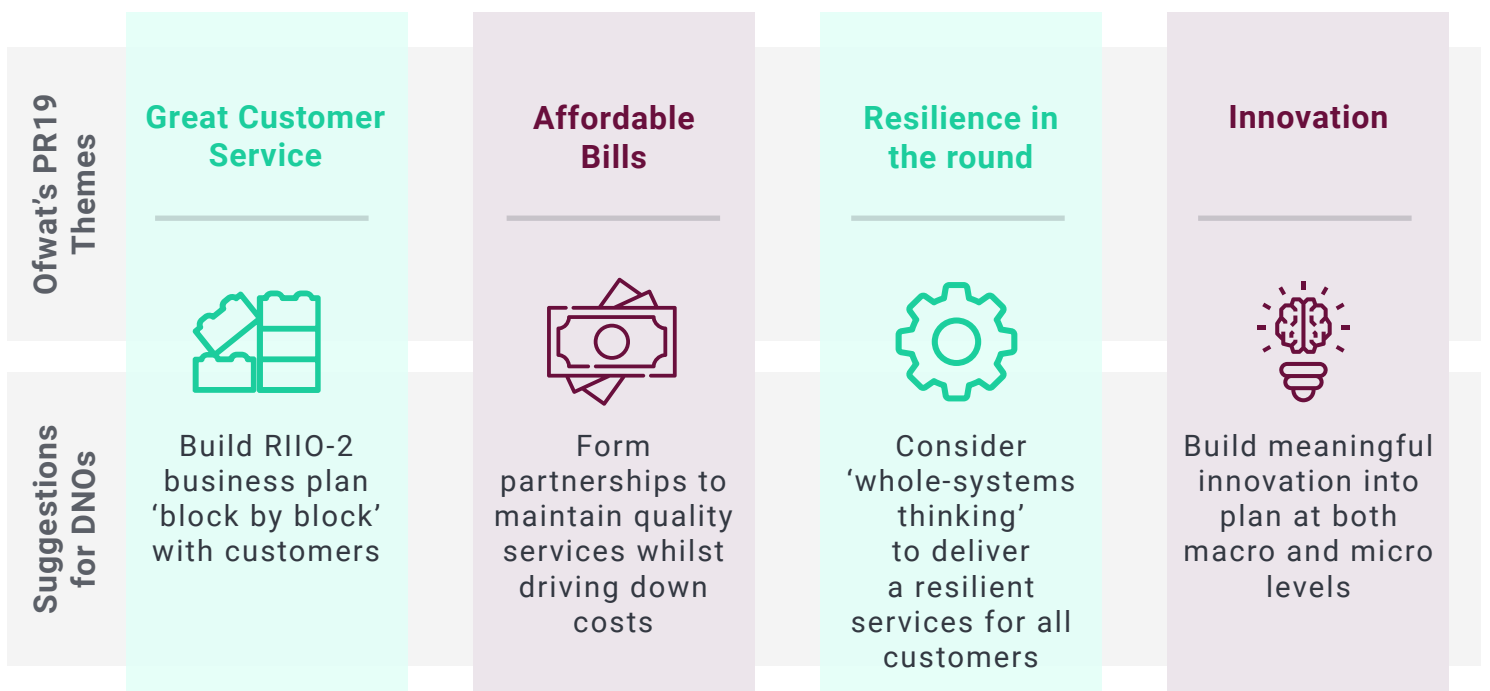 Ofwat's PR19
Themes
Great Customer
Service
Affordable
Bills
Resilience in
the round
Innovation
Suggestions
for DNOs
Build RIIO-2
business plan
‘block by block’
with customers
Form
partnerships to
maintain quality
services whilst
driving down
costs
Consider
‘whole-systems
thinking’
to deliver
a resilient
services for all
customers
Build meaningful
innovation into
plan at both
macro and micro
levels